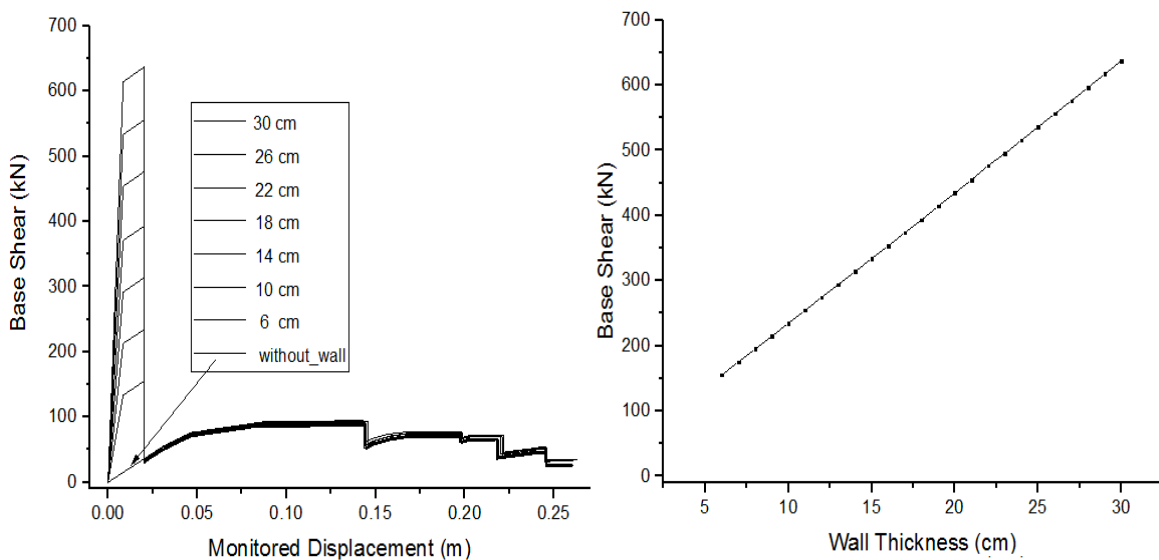 700
600
500
400
300
200
100
0
Base Shear (kN)
30 cm
26 cm
22 cm
18 cm
14 cm
10 cm
6 cm
without_wall
0.00 0.05 0.10 0.15 0.20 0.25
Monitored Displacement (m)
700
600
500
400
300
200
100
0
Base Shear (kN)
5 10 15 20 25 30
Wall Thickness (cm)